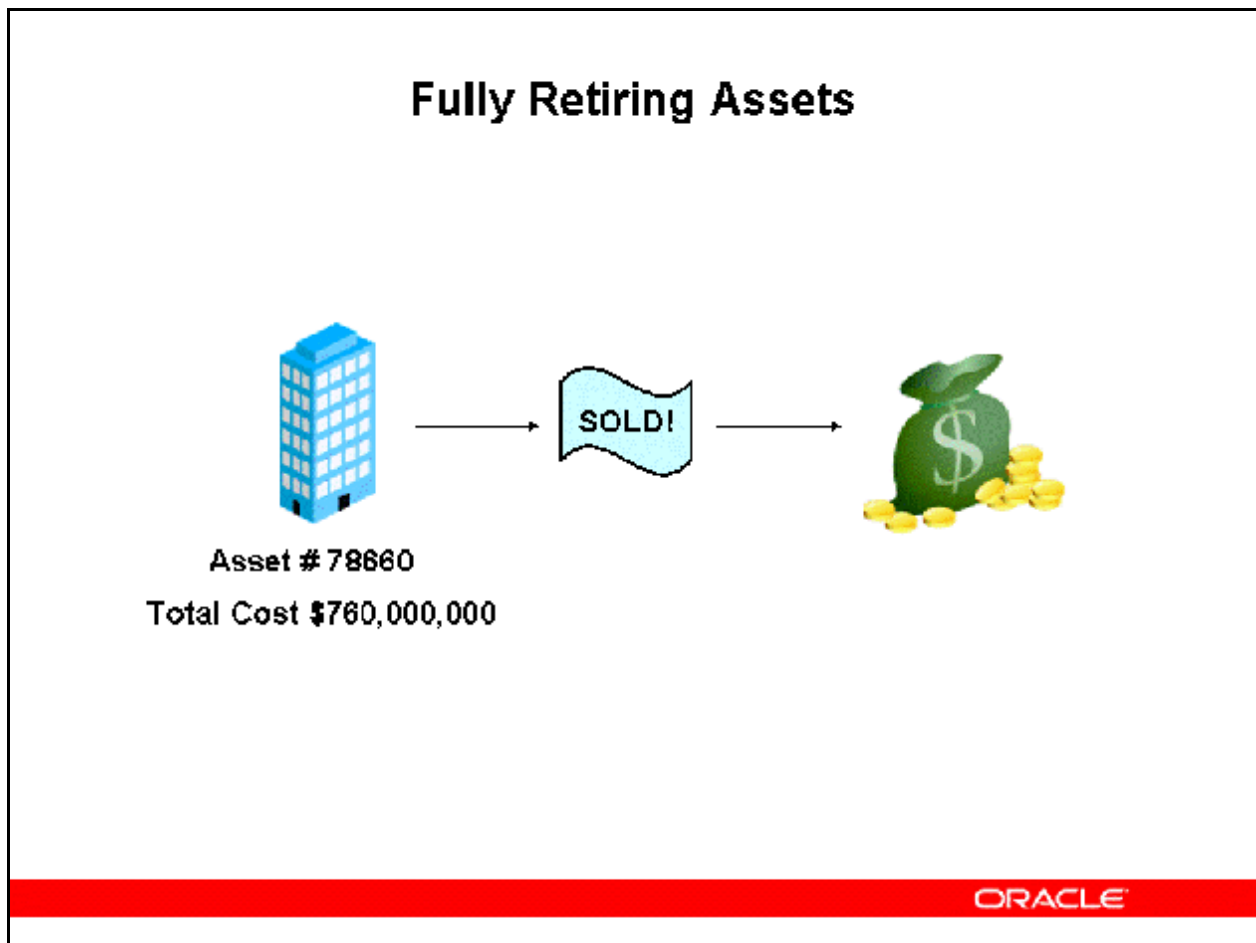 Fully Retiring Assets
SOLD!
$
Asset # 78660
Total Cost $760,000,000
ORACLE